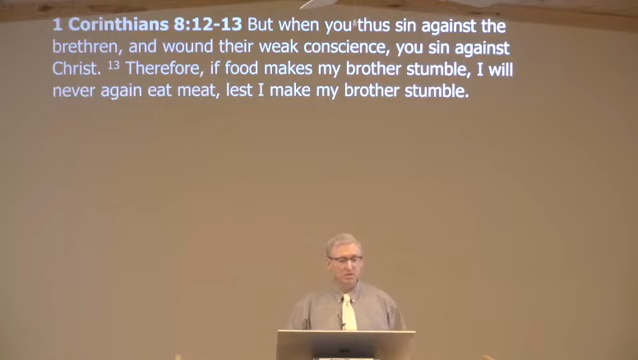 1 Corinthians 8:12-13 But when you thus sin against the
brethren, and wound their weak conscience, you sin against
Christ. 13 Therefore, if food makes my brother stumble, I will
never again eat meat, lest I make my brother stumble.